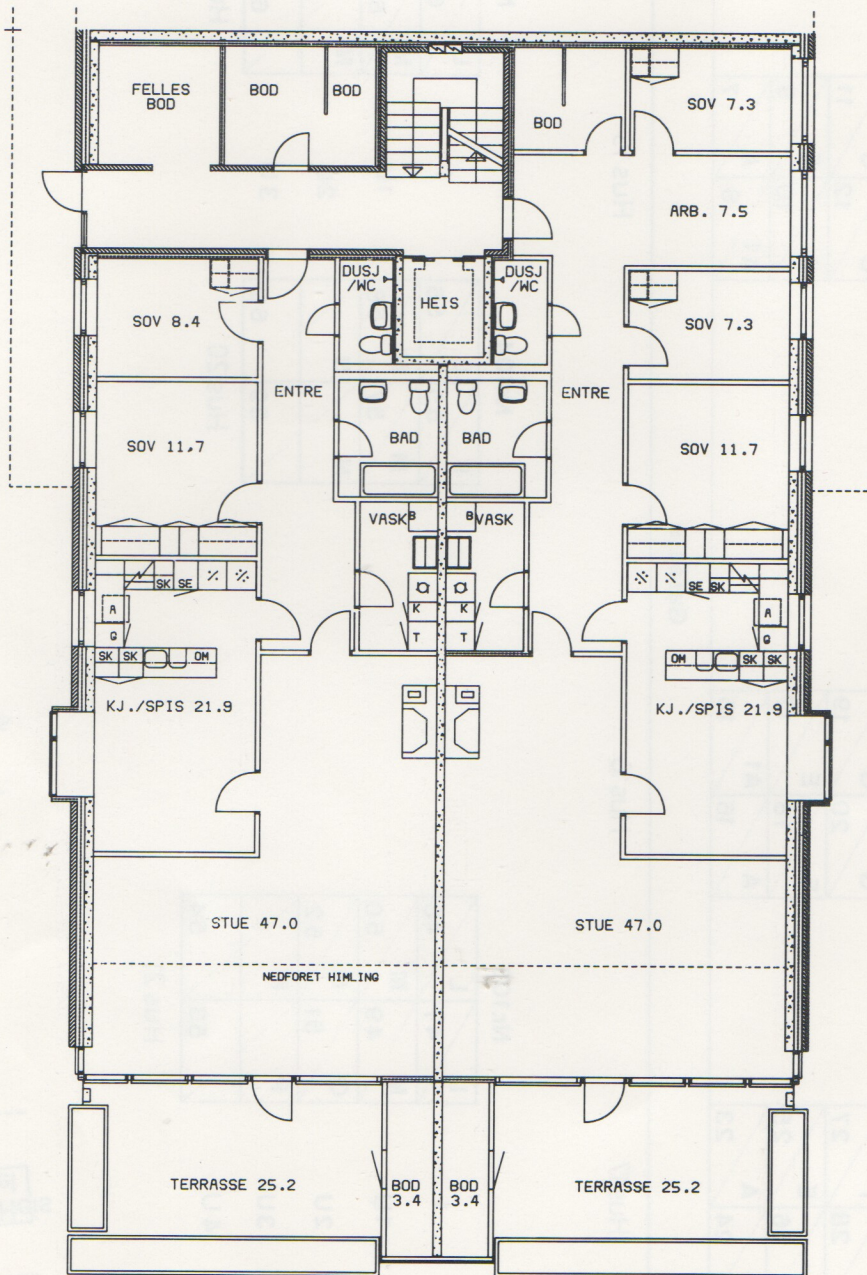 FELLES
BOD
BOD
BOD
BOD
SOV 7.3
ARB. 7.5
DUSJ
/WC
HEIS
DUSJ
/WC
SOV 8.4
SOV 7.3
ENTRE
ENTRE
SOV 11.7
BAD
BAD
SOV 11.7
VASK
B
B
VASK
SK
SE
SE
SK
A
G
K
T
K
T
A
G
SK
SK
OM
OM
SK
SK
KJ./SPIS 21.9
KJ./SPIS 21.9
STUE 47.0
STUE 47.0
NEDFORET HIMLING
TERRASSE 25.2
BOD
3.4
BOD
3.4
TERRASSE 25.2